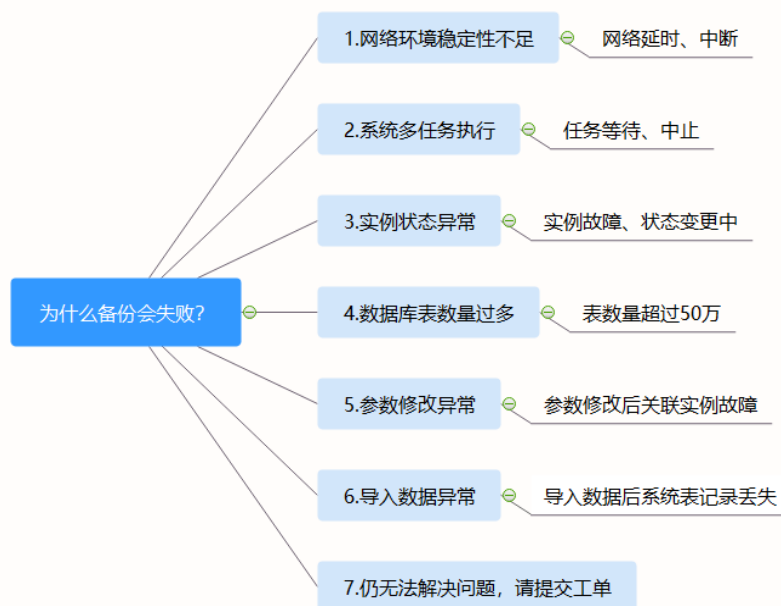 为什么备份会失败?
1.网络环境稳定性不足
网络延时、中断
2.系统多任务执行
任务等待、中止
3.实例状态异常
实例故障、状态变更中
4.数据库表数量过多
表数量超过50万
5.参数修改异常
参数修改后关联实例故障
6.导入数据异常
导入数据后系统表记录丢失
7.仍无法解决问题，请提交工单